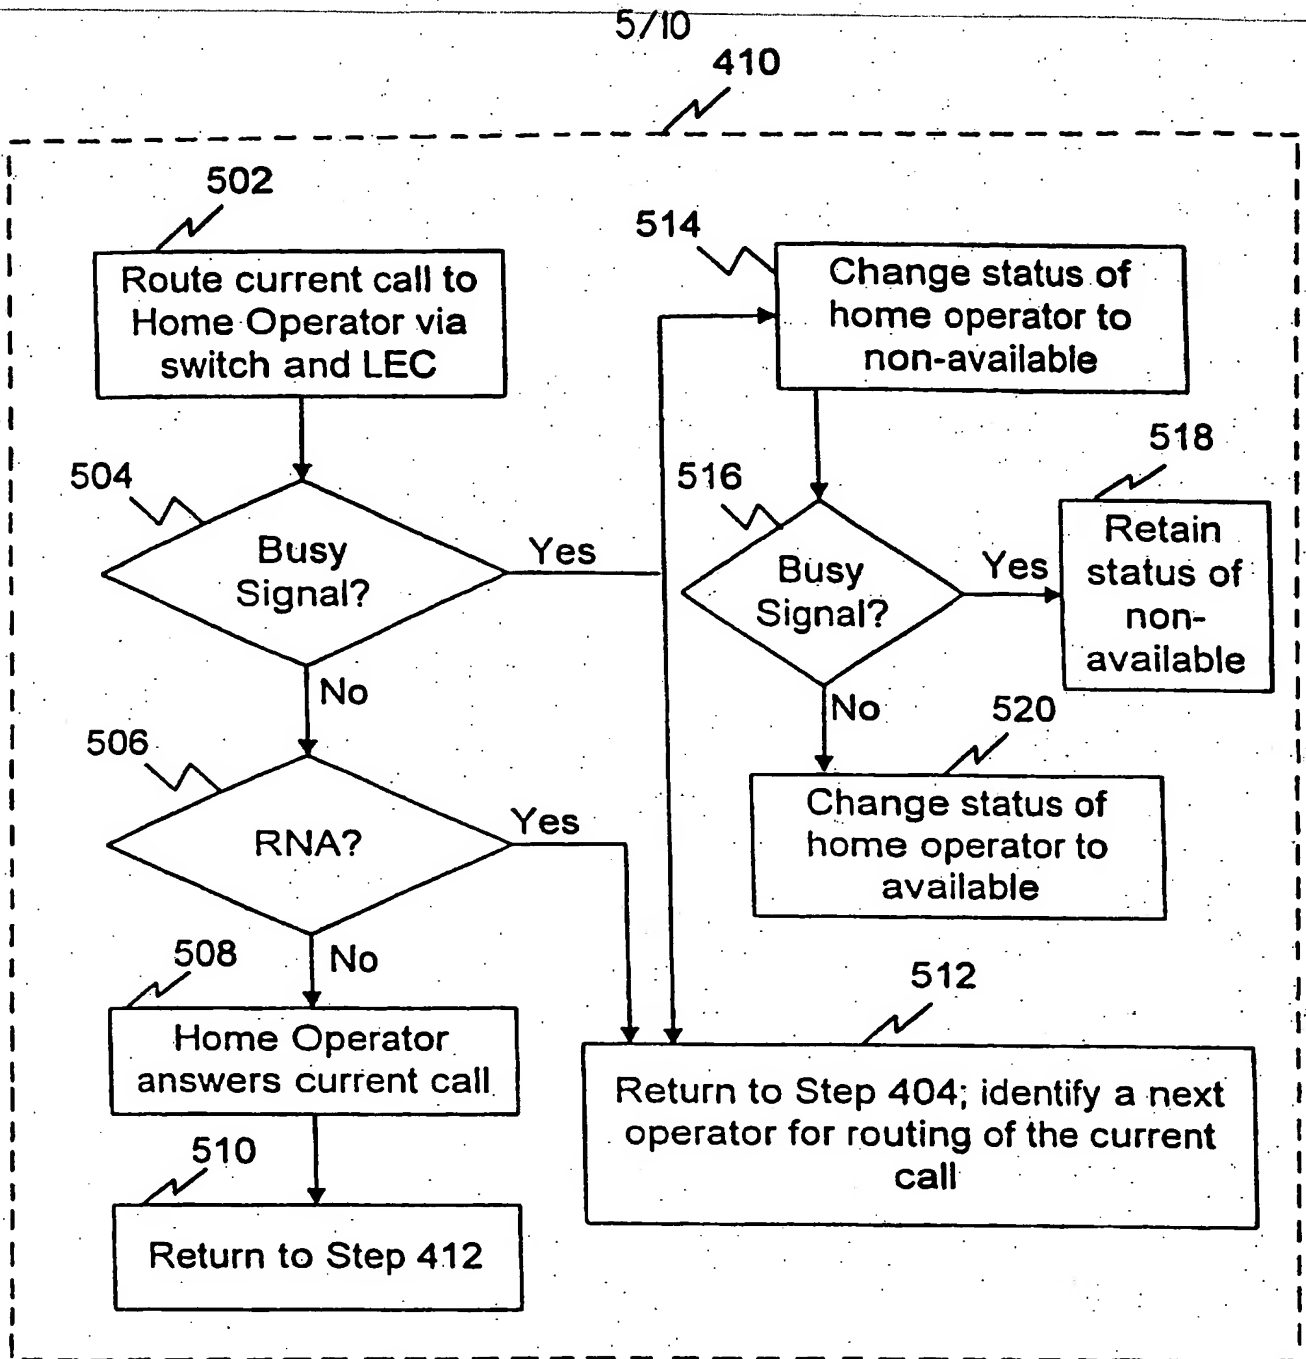 5/10
410
502
Route current call to
Home Operator via
switch and LEC
504
Busy
Signal?
Yes
No
506
RNA?
Yes
No
508
Home Operator
answers current call
510
Return to Step 412
514
Change status of
home operator to
non-available
516
Busy
Signal?
Yes
518
Retain
status of
non-
available
No
520
Change status of
home operator to
available
512
Return to Step 404; identify a next
operator for routing of the current
call